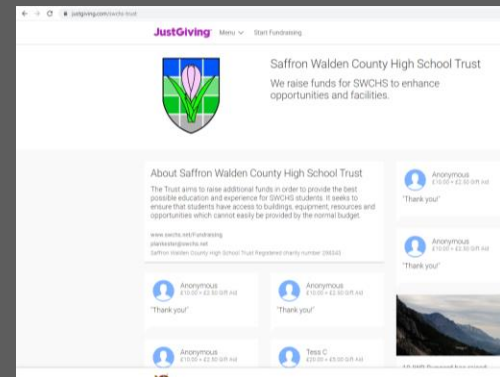 justgiving.com/swchs-trust
JustGiving Menu Start Fundraising
Saffron Walden County High School Trust
We raise funds for SWCHS to enhance
opportunities and facilities.
About Saffron Walden County High School Trust
The Trust aims to raise additional funds in order to provide the best
possible education and experience for SWCHS students. It seeks to
ensure that students have access to buildings, equipment, resources and
opportunities which cannot easily be provided by the normal budget.
www.swchs.net/Fundraising
Saffron Walden County High School Trust Registered charity number
Anonymous
£10.00 + £2.50 Gift Aid
"Thank you!"
Anonymous
£10.00 + £2.50 Gift Aid
"Thank you!"
Anonymous
£10.00 + £2.50 Gift Aid
"Thank you!"
Anonymous
£10.00 + £2.50 Gift Aid
"Thank you!"
Anonymous
£10.00 + £2.50 Gift Aid
Tess C
£20.00 + £5.00 Gift Aid